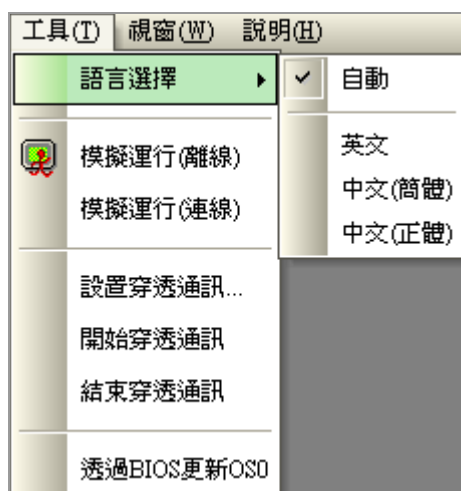 工具(T) 視窗(W) 說明(H)
語言選擇
自動
英文
中文(簡體)
中文(正體)
模擬運行(離線)
模擬運行(連線)
設置穿透通訊...
開始穿透通訊
結束穿透通訊
透過BIOS更新OS0